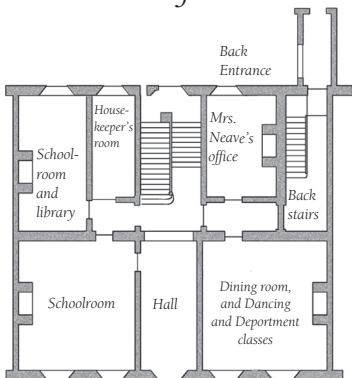 Back
Entrance
House-
keeper's
room
Mrs.
Neave's
office
School-
room
and
library
Back
stairs
Schoolroom
Hall
Dining room,
and Dancing
and Deportment
classes